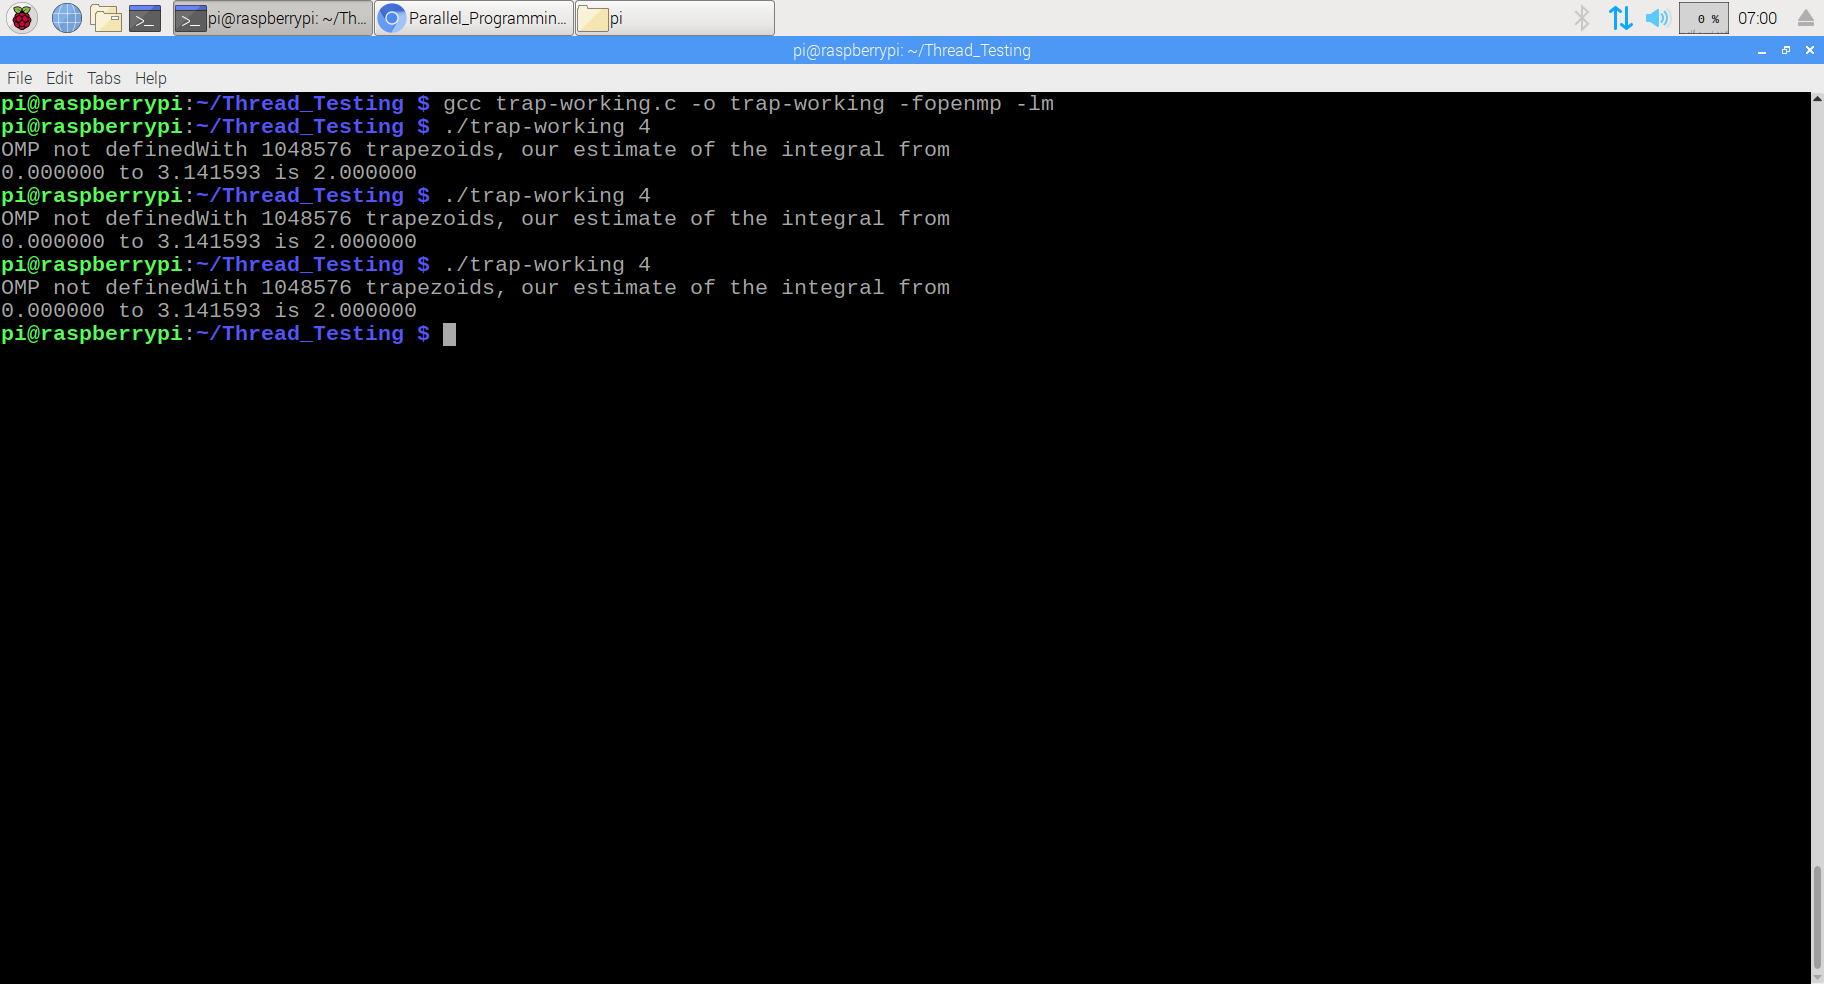 pi@raspberrypi: ~/Th... Parallel_Programmin... pi 0 % 07:00
pi@raspberrypi: ~/Thread_Testing
File Edit Tabs Help
pi@raspberrypi:~/Thread_Testing $ gcc trap-working.c -o trap-working -fopenmp -lm
pi@raspberrypi:~/Thread_Testing $ ./trap-working 4
OMP not definedWith 1048576 trapezoids, our estimate of the integral from
0.000000 to 3.141593 is 2.000000
pi@raspberrypi:~/Thread_Testing $ ./trap-working 4
OMP not definedWith 1048576 trapezoids, our estimate of the integral from
0.000000 to 3.141593 is 2.000000
pi@raspberrypi:~/Thread_Testing $ ./trap-working 4
OMP not definedWith 1048576 trapezoids, our estimate of the integral from
0.000000 to 3.141593 is 2.000000
pi@raspberrypi:~/Thread_Testing $